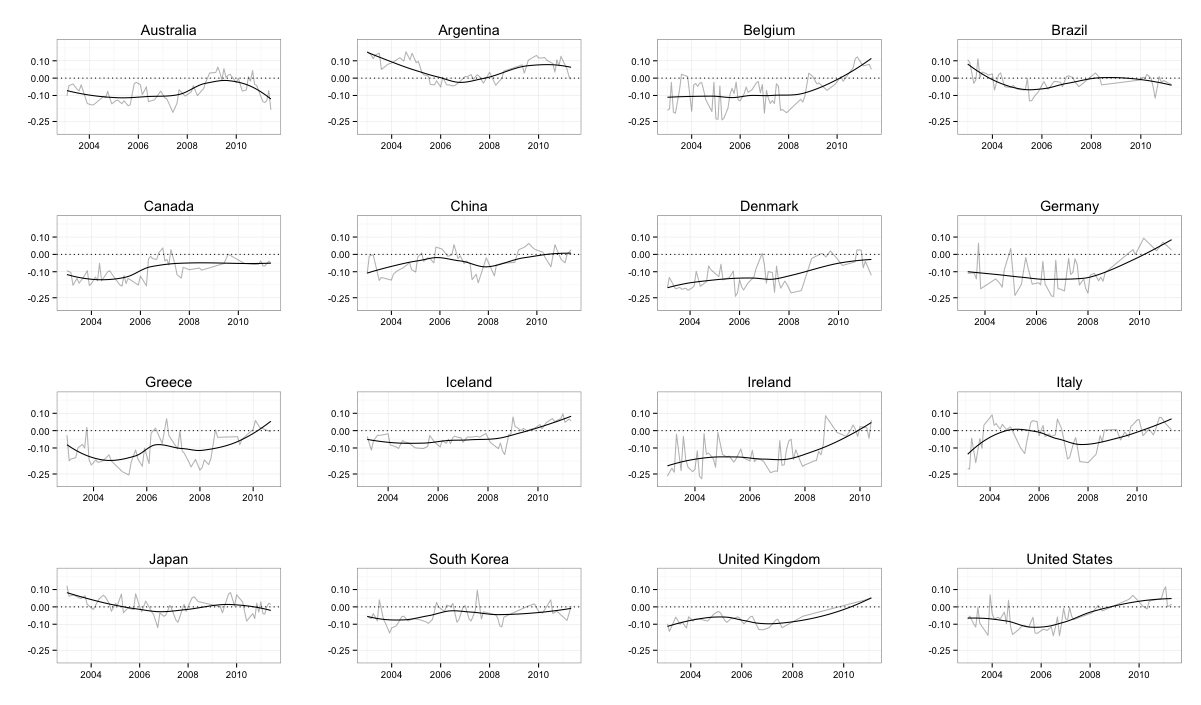 Australia Argentina Belgium Brazil
0.10 0.10 0.10 0.10
0.00 0.00 0.00 0.00
-0.10 -0.10 -0.10 -0.10
-0.25 -0.25 -0.25 -0.25
2004 2006 2008 2010 2004 2006 2008 2010 2004 2006 2008 2010 2004 2006 2008 2010
Canada China Denmark Germany
0.10 0.10 0.10 0.10
0.00 0.00 0.00 0.00
-0.10 -0.10 -0.10 -0.10
-0.25 -0.25 -0.25 -0.25
2004 2006 2008 2010 2004 2006 2008 2010 2004 2006 2008 2010 2004 2006 2008 2010
Greece Iceland Ireland Italy
0.10 0.10 0.10 0.10
0.00 0.00 0.00 0.00
-0.10 -0.10 -0.10 -0.10
-0.25 -0.25 -0.25 -0.25
2004 2006 2008 2010 2004 2006 2008 2010 2004 2006 2008 2010 2004 2006 2008 2010
Japan South Korea United Kingdom United States
0.10 0.10 0.10 0.10
0.00 0.00 0.00 0.00
-0.10 -0.10 -0.10 -0.10
-0.25 -0.25 -0.25 -0.25
2004 2006 2008 2010 2004 2006 2008 2010 2004 2006 2008 2010 2004 2006 2008 2010